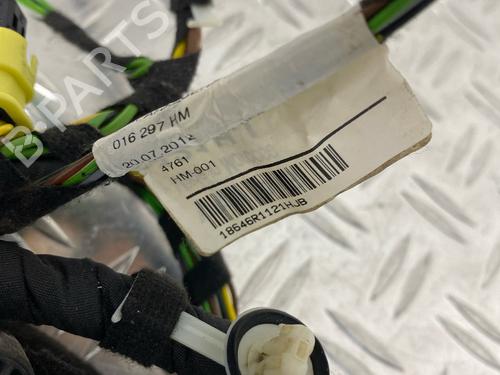 B-PARTS
016 297 HM
20.07.2012
4761
HM-001
18646R1121HJB